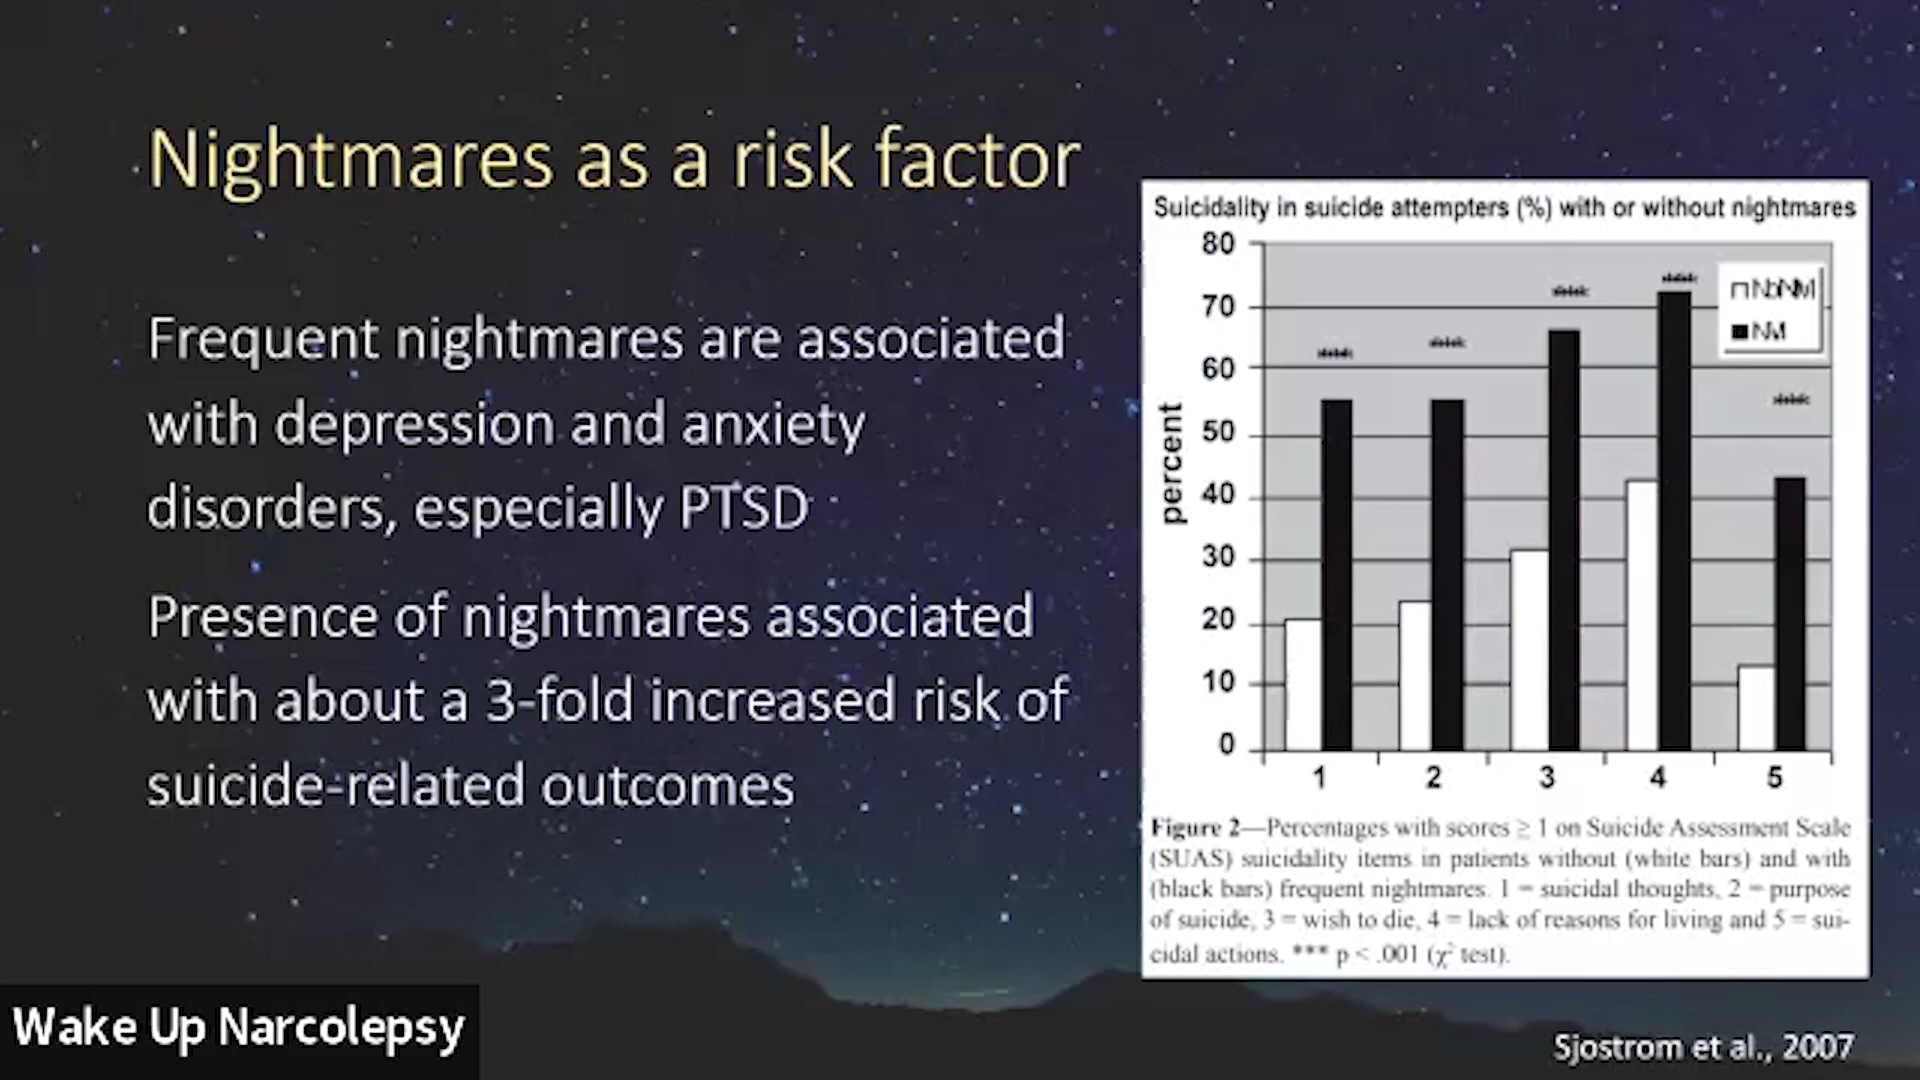 Nightmares as a risk factor
Frequent nightmares are associated
with depression and anxiety
disorders, especially PTSD
Presence of nightmares associated
with about a 3-fold increased risk of
suicide-related outcomes
Suicidality in suicide attempters (%) with or without nightmares
80
70
60
50
40
30
20
10
0
percent
NoNM
NM
1 2 3 4 5
Figure 2—Percentages with scores ≥ 1 on Suicide Assessment Scale
(SUAS) suicidality items in patients without (white bars) and with
(black bars) frequent nightmares. 1 = suicidal thoughts, 2 = purpose
of suicide, 3 = wish to die, 4 = lack of reasons for living and 5 = sui-
cidal actions. *** p < .001 (χ² test).
Wake Up Narcolepsy
Sjostrom et al., 2007